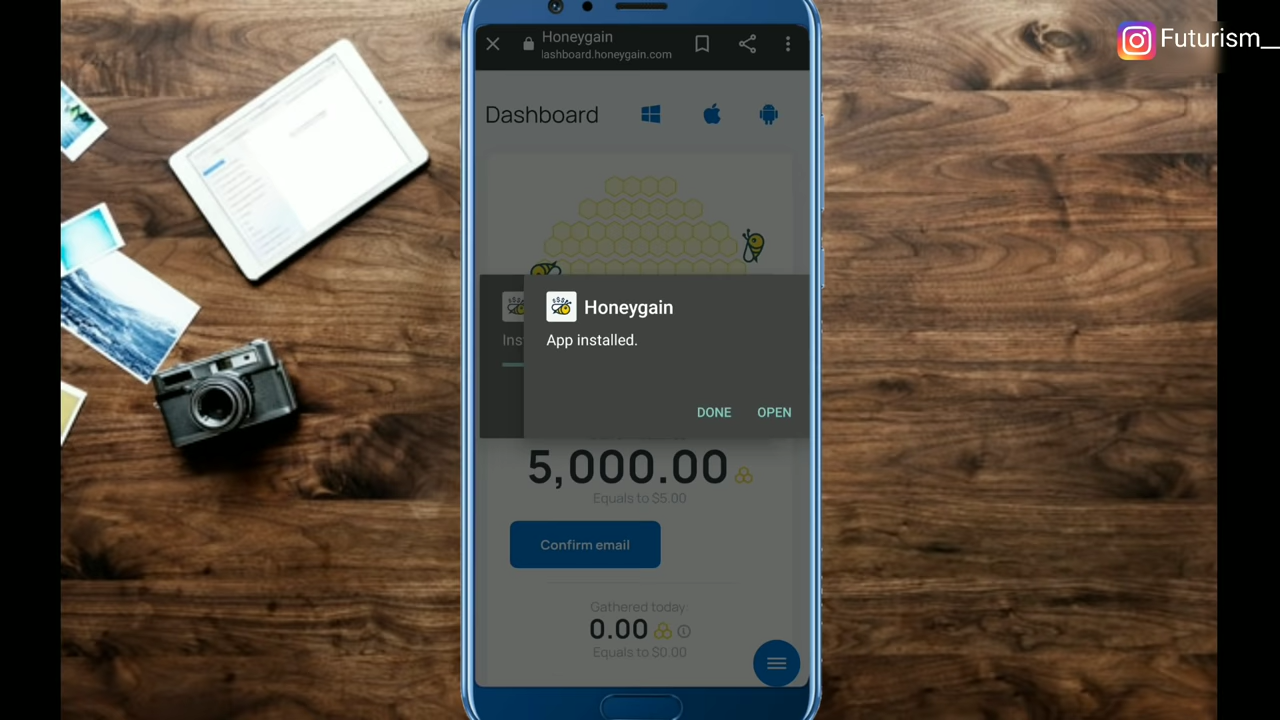 Futurism_
Honeygain
lashboard.honeygain.com
Dashboard
Honeygain
Ins
App installed.
DONE OPEN
5,000.00
Equals to $5.00
Confirm email
Gathered today
0.00
Equals to $0.00